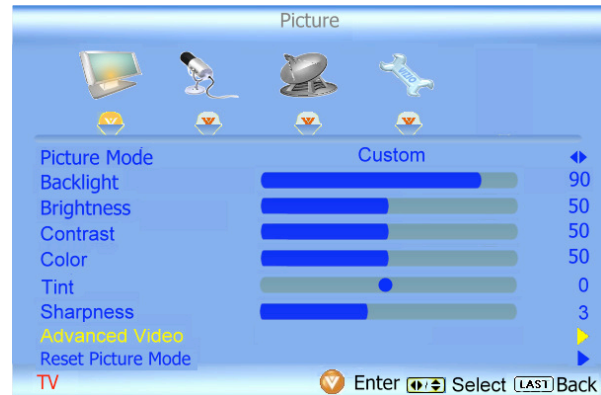 Picture
VIZIO
Picture Mode Custom
Backlight 90
Brightness 50
Contrast 50
Color 50
Tint 0
Sharpness 3
Advanced Video
Reset Picture Mode
TV Enter Select LAST Back